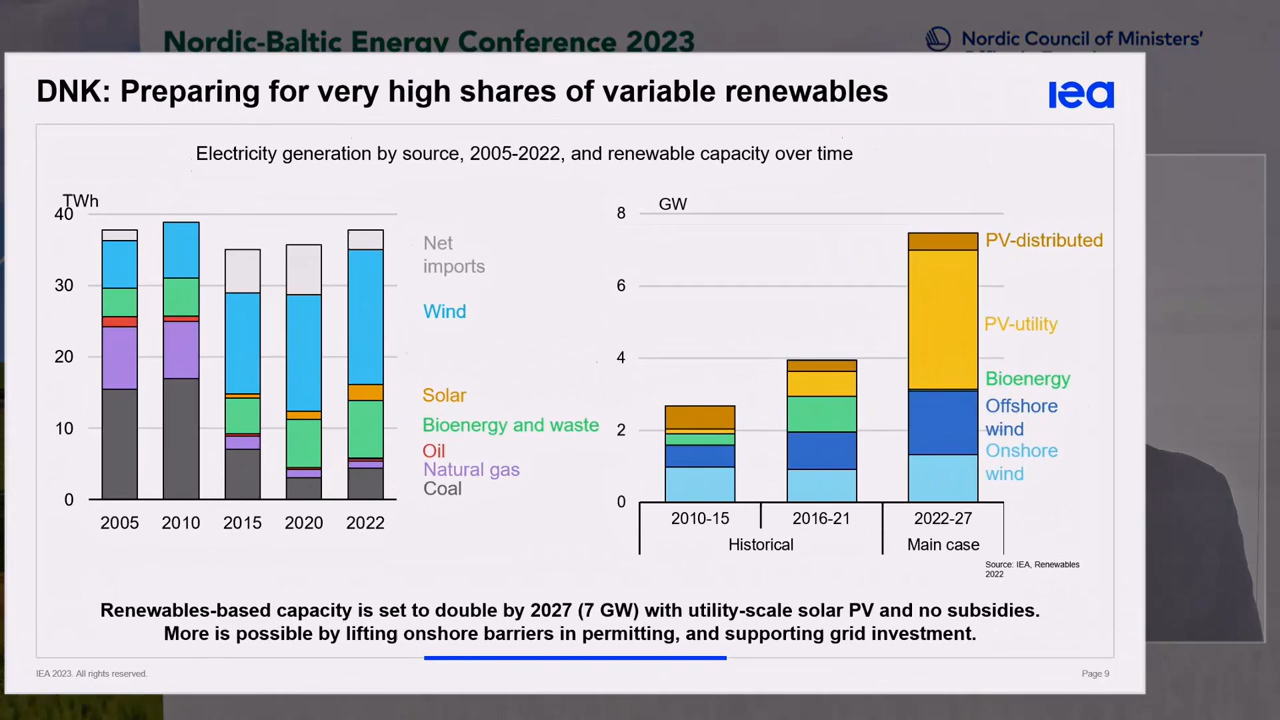 Nordic-Baltic Energy Conference 2023
Nordic Council of Ministers'
DNK: Preparing for very high shares of variable renewables
iea
Electricity generation by source, 2005-2022, and renewable capacity over time
TWh
40
30
20
10
0
2005 2010 2015 2020 2022
Net
imports
Wind
Solar
Bioenergy and waste
Oil
Natural gas
Coal
GW
8
6
4
2
0
PV-distributed
PV-utility
Bioenergy
Offshore
wind
Onshore
wind
2010-15 2016-21 2022-27
Historical Main case
Source: IEA, Renewables
2022
Renewables-based capacity is set to double by 2027 (7 GW) with utility-scale solar PV and no subsidies.
More is possible by lifting onshore barriers in permitting, and supporting grid investment.
IEA 2023. All rights reserved.
Page 9